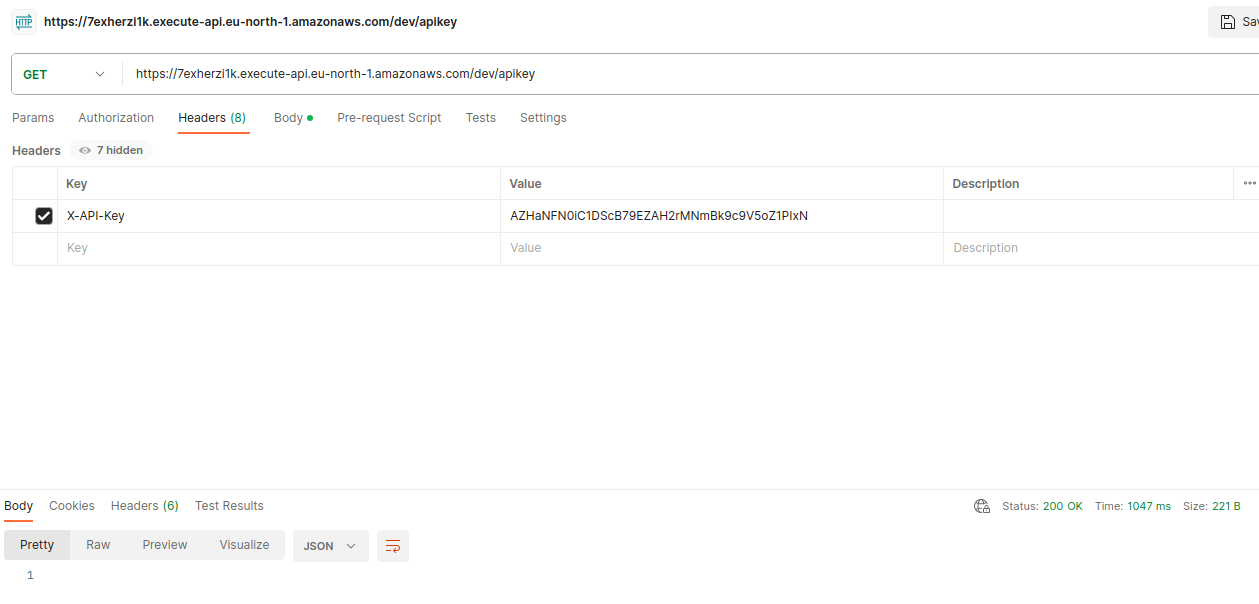 HTTP https://7exherzi1k.execute-api.eu-north-1.amazonaws.com/dev/apikey
GET https://7exherzi1k.execute-api.eu-north-1.amazonaws.com/dev/apikey
Params Authorization Headers (8) Body Pre-request Script Tests Settings
Headers 7 hidden
Key Value Description
X-API-Key AZHaNFN0iC1DScB79EZAH2rMNmBk9c9V5oZ1PIxN
Key Value Description
Body Cookies Headers (6) Test Results Status: 200 OK Time: 1047 ms Size: 221 B
Pretty Raw Preview Visualize JSON
1